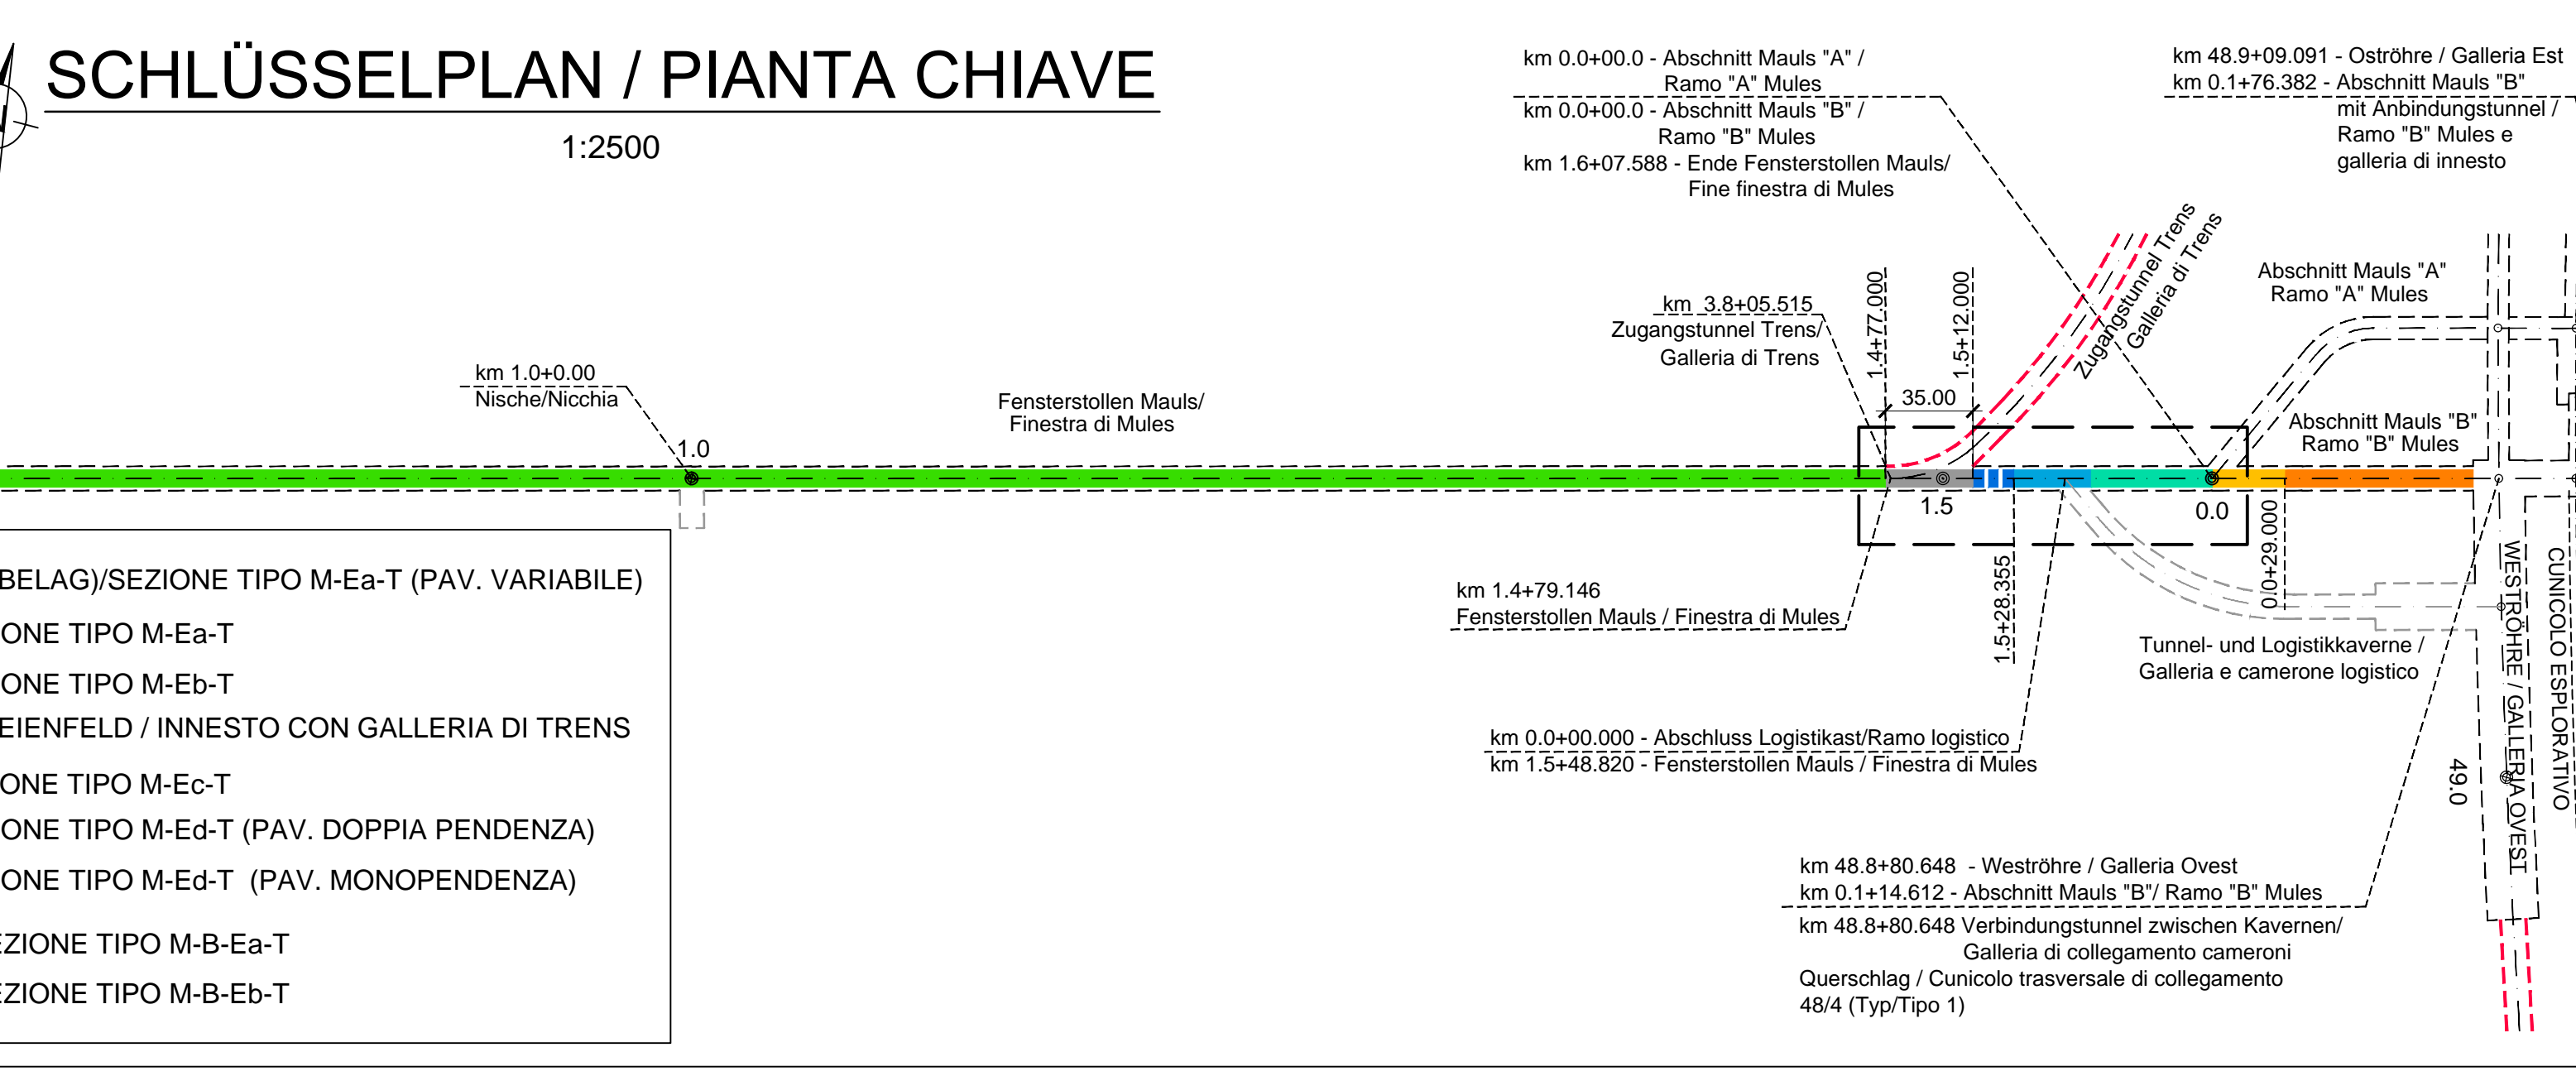 SCHLÜSSELPLAN / PIANTA CHIAVE
1:2500
km 0.0+00.0 - Abschnitt Mauls "A" /
Ramo "A" Mules
km 0.0+00.0 - Abschnitt Mauls "B" /
Ramo "B" Mules
km 1.6+07.588 - Ende Fensterstollen Mauls/
Fine finestra di Mules
km 48.9+09.091 - Oströhre / Galleria Est
km 0.1+76.382 - Abschnitt Mauls "B"
mit Anbindungstunnel /
Ramo "B" Mules e
galleria di innesto
Zugangstunnel Trens
Galleria di Trens
Abschnitt Mauls "A"
Ramo "A" Mules
km 3.8+05.515
Zugangstunnel Trens/
Galleria di Trens
1.4+77.000
1.5+12.000
35.00
km 1.0+0.00
Nische/Nicchia
1.0
Fensterstollen Mauls/
Finestra di Mules
Abschnitt Mauls "B"
Ramo "B" Mules
1.5
0.0
0.0+29.000
1.5+28.355
km 1.4+79.146
Fensterstollen Mauls / Finestra di Mules
Tunnel- und Logistikkaverne /
Galleria e camerone logistico
WESTRÖHRE / GALLERIA OVEST
CUNICOLO ESPLORATIVO
49.0
km 0.0+00.000 - Abschluss Logistikast/Ramo logistico
km 1.5+48.820 - Fensterstollen Mauls / Finestra di Mules
km 48.8+80.648 - Weströhre / Galleria Ovest
km 0.1+14.612 - Abschnitt Mauls "B"/ Ramo "B" Mules
km 48.8+80.648 Verbindungstunnel zwischen Kavernen/
Galleria di collegamento cameroni
Querschlag / Cunicolo trasversale di collegamento
48/4 (Typ/Tipo 1)
BELAG)/SEZIONE TIPO M-Ea-T (PAV. VARIABILE)
ONE TIPO M-Ea-T
ONE TIPO M-Eb-T
EIENFELD / INNESTO CON GALLERIA DI TRENS
ONE TIPO M-Ec-T
ONE TIPO M-Ed-T (PAV. DOPPIA PENDENZA)
ONE TIPO M-Ed-T (PAV. MONOPENDENZA)
EZIONE TIPO M-B-Ea-T
EZIONE TIPO M-B-Eb-T